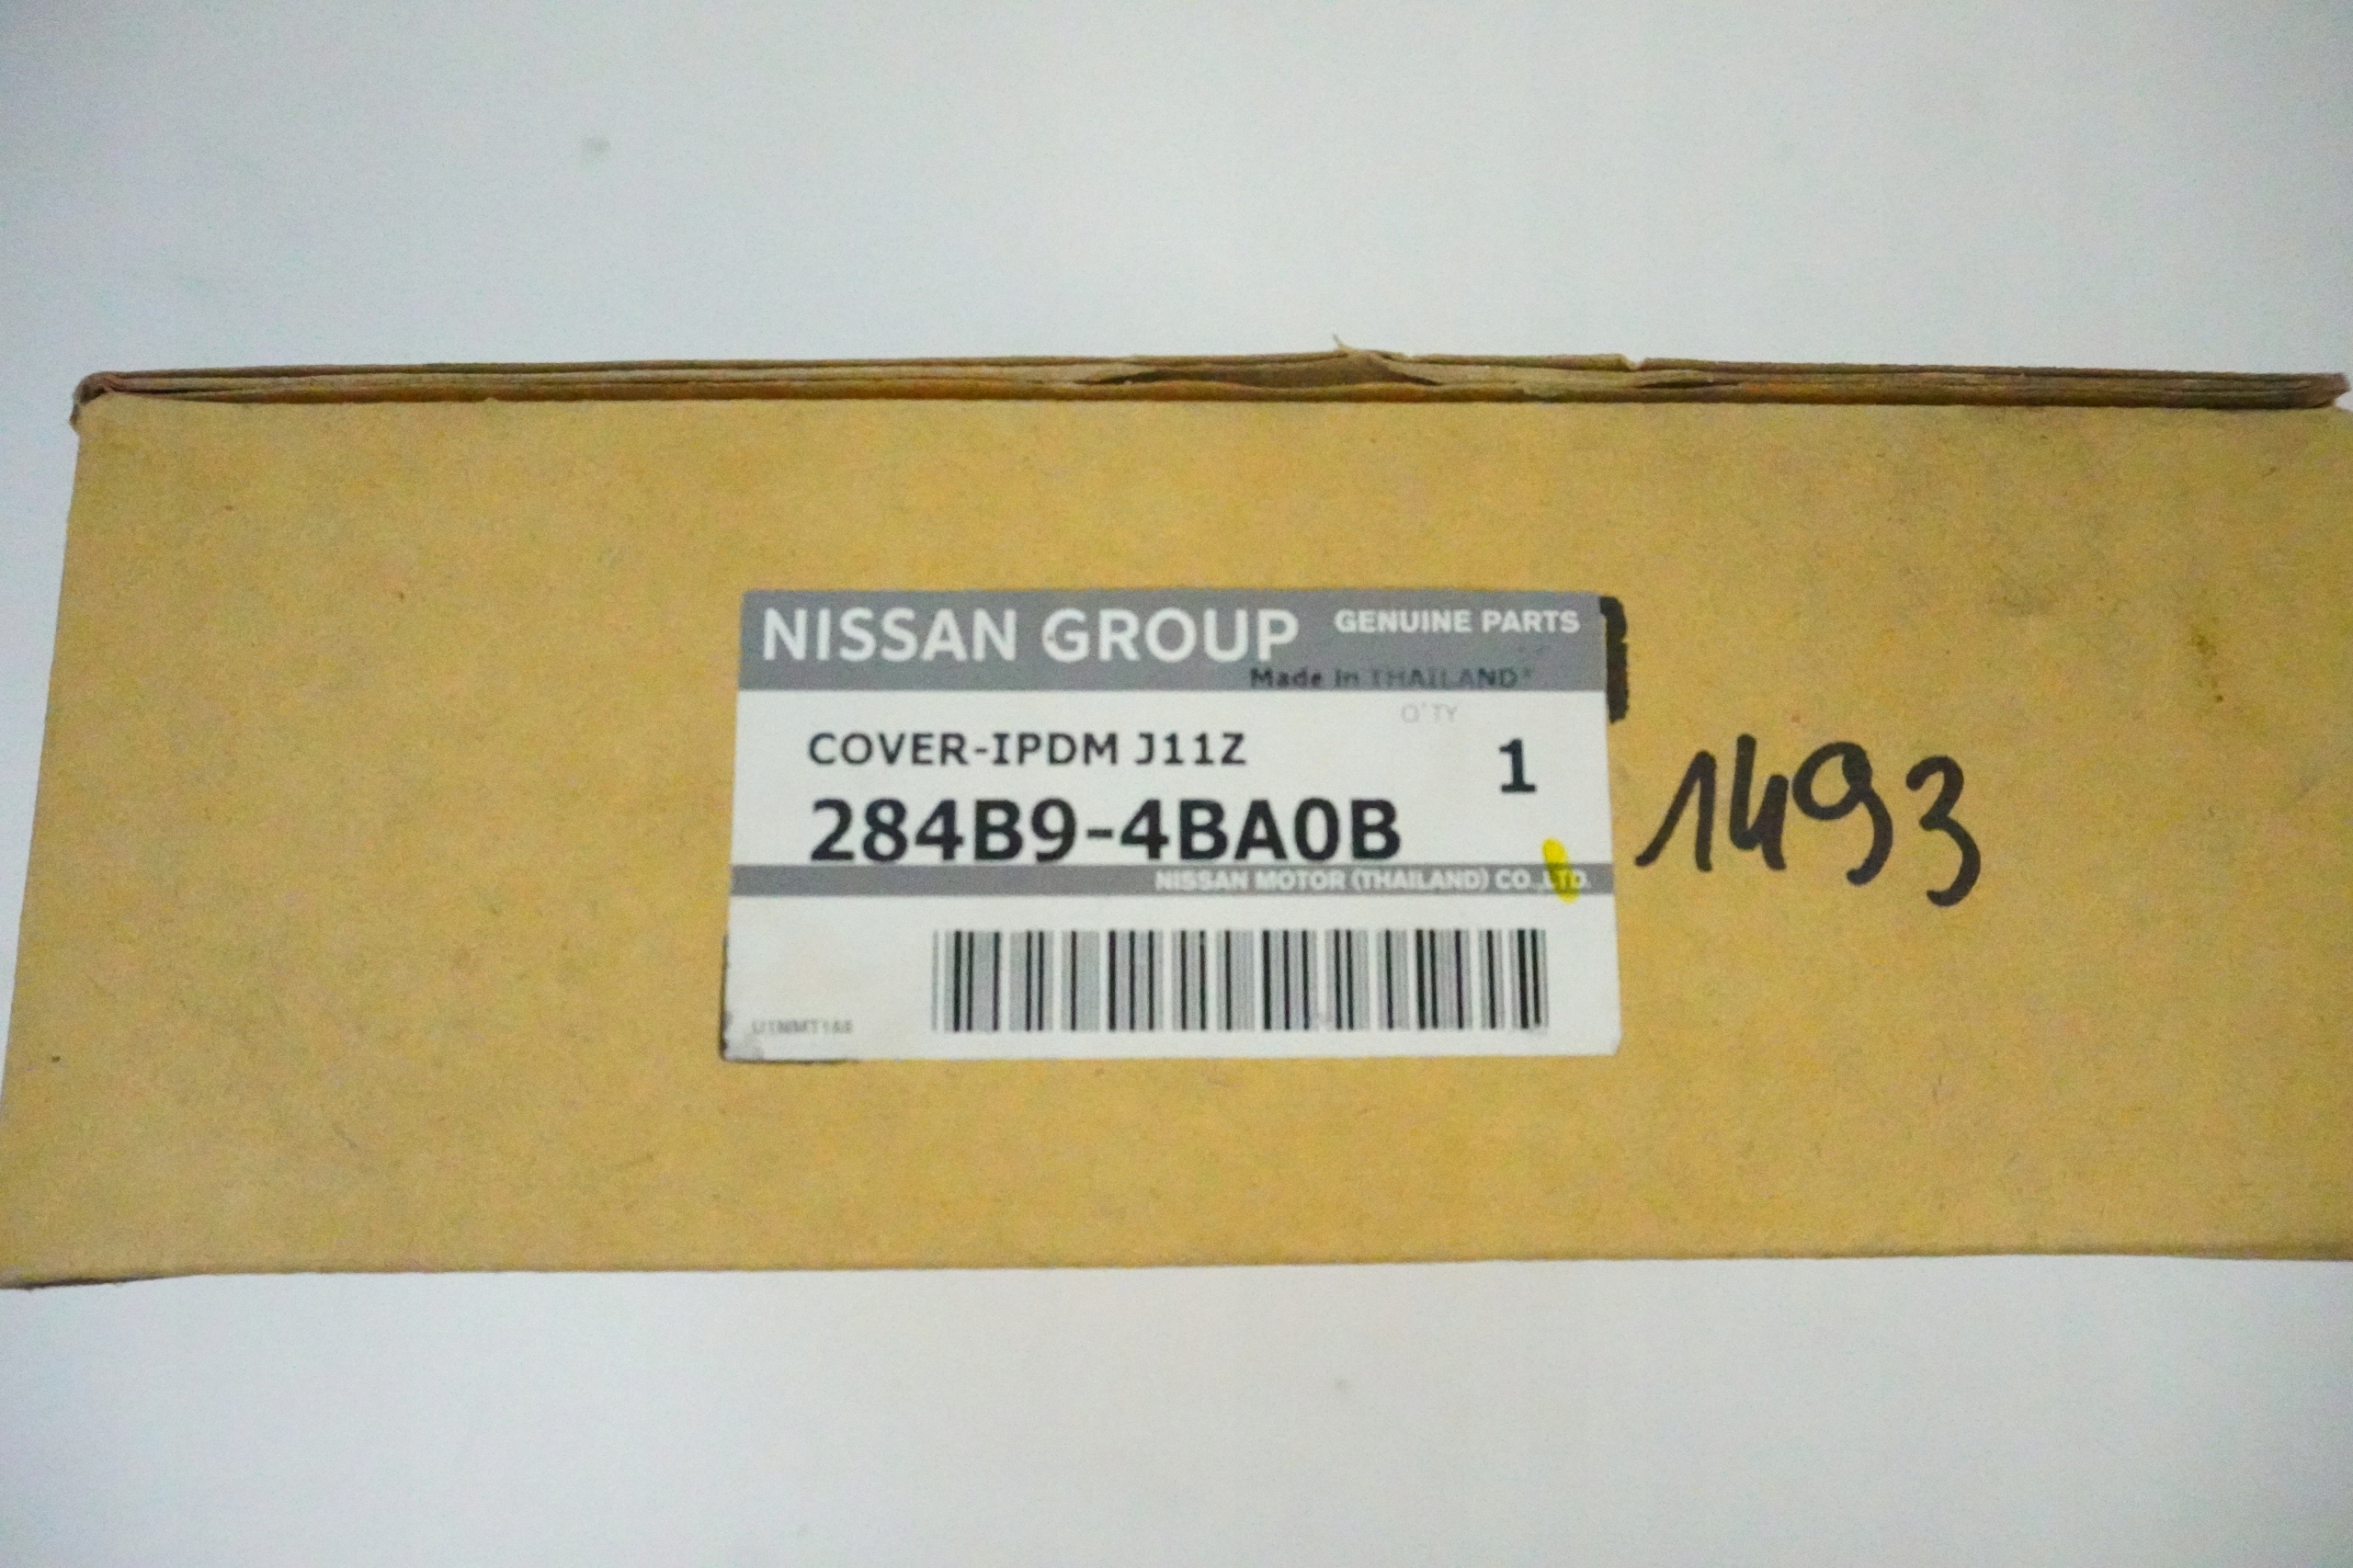 NISSAN GROUP GENUINE PARTS
Made in THAILAND*
Q'TY
COVER-IPDM J11Z 1
284B9-4BA0B
NISSAN MOTOR (THAILAND) CO.,LTD.
1493